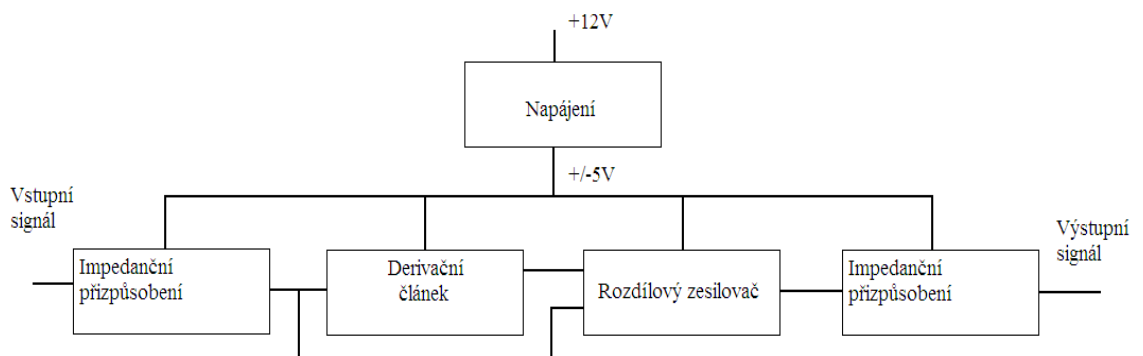 +12V
Napájení
+/-5V
Vstupní
signál
Impedanční
přizpůsobení
Derivační
článek
Rozdílový zesilovač
Impedanční
přizpůsobení
Výstupní
signál